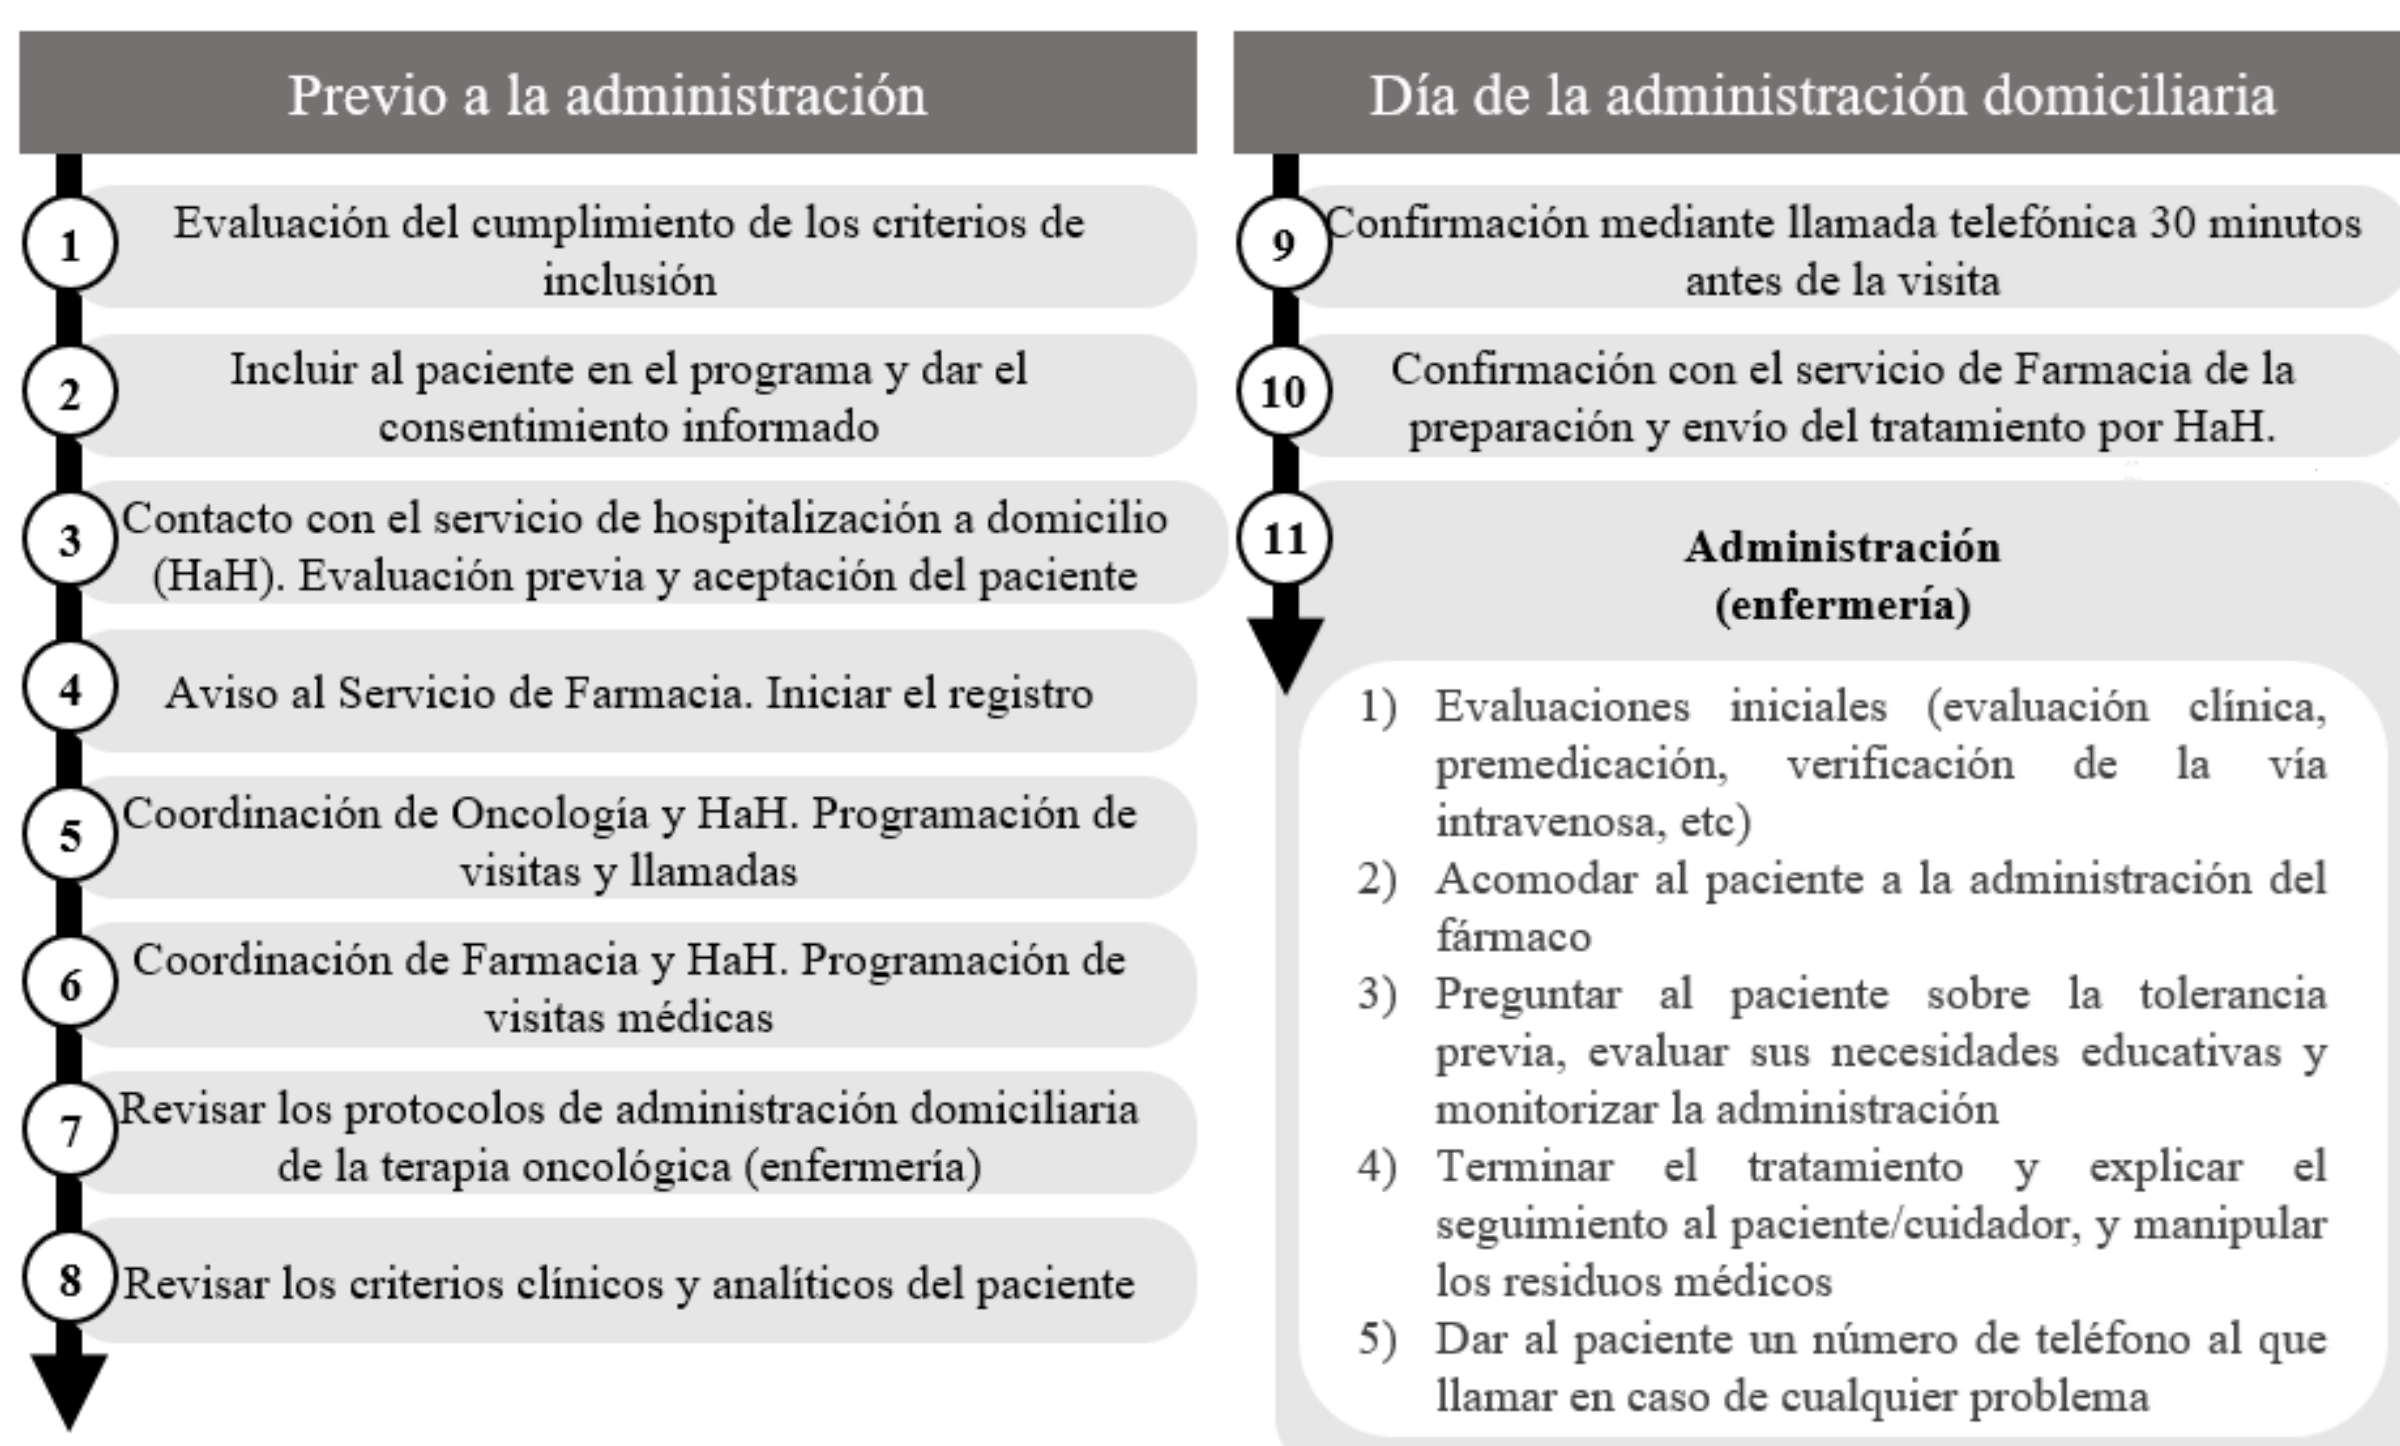 Previo a la administración
1
Evaluación del cumplimiento de los criterios de
inclusión
2
Incluir al paciente en el programa y dar el
consentimiento informado
3
Contacto con el servicio de hospitalización a domicilio
(HaH). Evaluación previa y aceptación del paciente
4
Aviso al Servicio de Farmacia. Iniciar el registro
5
Coordinación de Oncología y HaH. Programación de
visitas y llamadas
6
Coordinación de Farmacia y HaH. Programación de
visitas médicas
7
Revisar los protocolos de administración domiciliaria
de la terapia oncológica (enfermería)
8
Revisar los criterios clínicos y analíticos del paciente
Día de la administración domiciliaria
9
Confirmación mediante llamada telefónica 30 minutos
antes de la visita
10
Confirmación con el servicio de Farmacia de la
preparación y envío del tratamiento por HaH.
11
Administración
(enfermería)
1) Evaluaciones iniciales (evaluación clínica,
premedicación, verificación de la vía
intravenosa, etc)
2) Acomodar al paciente a la administración del
fármaco
3) Preguntar al paciente sobre la tolerancia
previa, evaluar sus necesidades educativas y
monitorizar la administración
4) Terminar el tratamiento y explicar el
seguimiento al paciente/cuidador, y manipular
los residuos médicos
5) Dar al paciente un número de teléfono al que
llamar en caso de cualquier problema